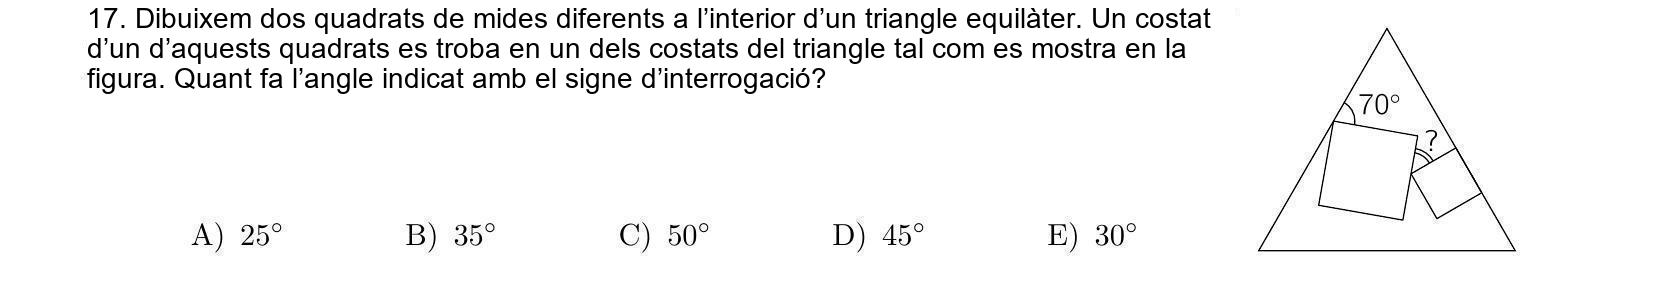 17. Dibuixem dos quadrats de mides diferents a l’interior d’un triangle equilàter. Un costat
d’un d’aquests quadrats es troba en un dels costats del triangle tal com es mostra en la
figura. Quant fa l’angle indicat amb el signe d’interrogació?
70°
?
A) 25° B) 35° C) 50° D) 45° E) 30°